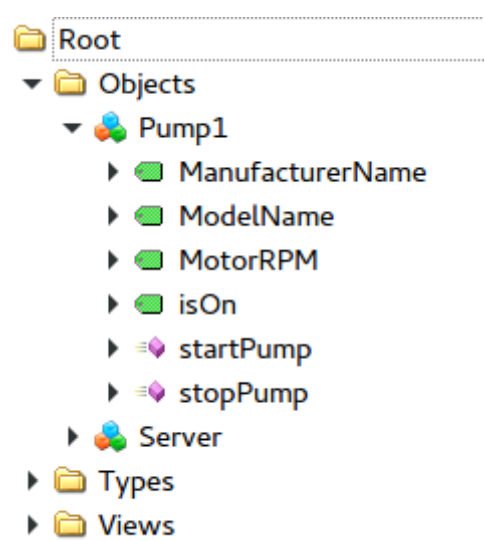 Root
Objects
Pump1
ManufacturerName
ModelName
MotorRPM
isOn
startPump
stopPump
Server
Types
Views